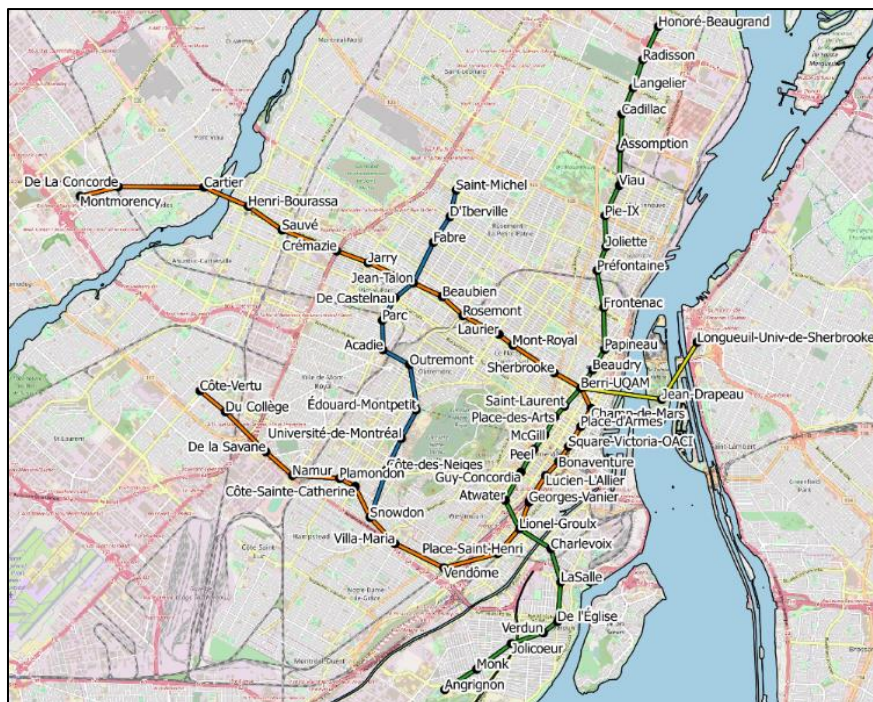 Honoré-Beaugrand
Radisson
Langelier
Cadillac
Assomption
Viau
Pie-IX
Joliette
Préfontaine
Frontenac
Papineau
Beaudry
Berri-UQAM
Longueuil-Univ-de-Sherbrooke
Jean-Drapeau
De La Concorde
Montmorency
Cartier
Henri-Bourassa
Sauvé
Crémazie
Jarry
Jean-Talon
Saint-Michel
D'Iberville
Fabre
De Castelnau
Parc
Acadie
Outremont
Édouard-Montpetit
Université-de-Montréal
Côte-des-Neiges
Snowdon
Beaubien
Rosemont
Laurier
Mont-Royal
Sherbrooke
Saint-Laurent
Champ-de-Mars
Place-des-Arts
Place-d'Armes
McGill
Square-Victoria-OACI
Peel
Bonaventure
Guy-Concordia
Lucien-L'Allier
Atwater
Georges-Vanier
Lionel-Groulx
Côte-Vertu
Du Collège
De la Savane
Namur
Plamondon
Côte-Sainte-Catherine
Villa-Maria
Vendôme
Place-Saint-Henri
Charlevoix
LaSalle
De l'Église
Verdun
Jolicoeur
Monk
Angrignon